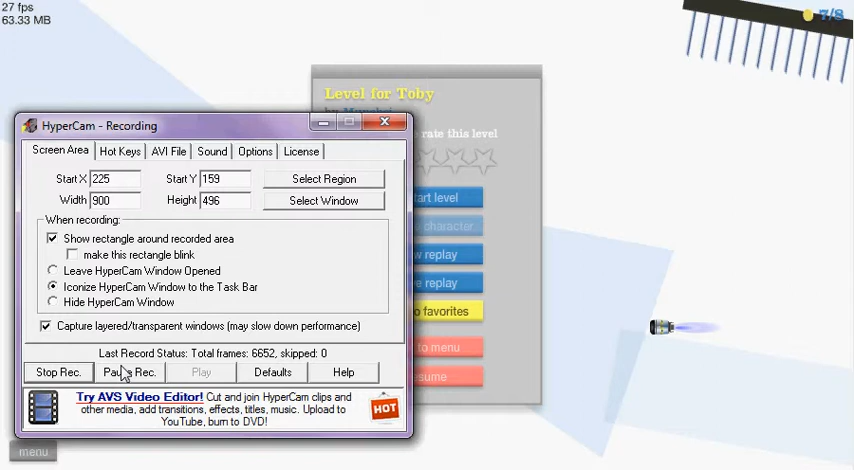 27 fps
63.33 MB
7/8
Level for Toby
rate this level
HyperCam - Recording
Screen Area
Hot Keys
AVI File
Sound
Options
License
Start X 225
Start Y 159
Select Region
Width 900
Height 496
Select Window
When recording:
Show rectangle around recorded area
make this rectangle blink
Leave HyperCam Window Opened
Iconize HyperCam Window to the Task Bar
Hide HyperCam Window
Capture layered/transparent windows (may slow down performance)
Last Record Status: Total frames: 6652, skipped: 0
Stop Rec.
Rec.
Play
Defaults
Help
Try AVS Video Editor! Cut and join HyperCam clips and
other media, add transitions, effects, titles, music. Upload to
YouTube, burn to DVD!
HOT
level
character
replay
replay
favorites
to menu
menu